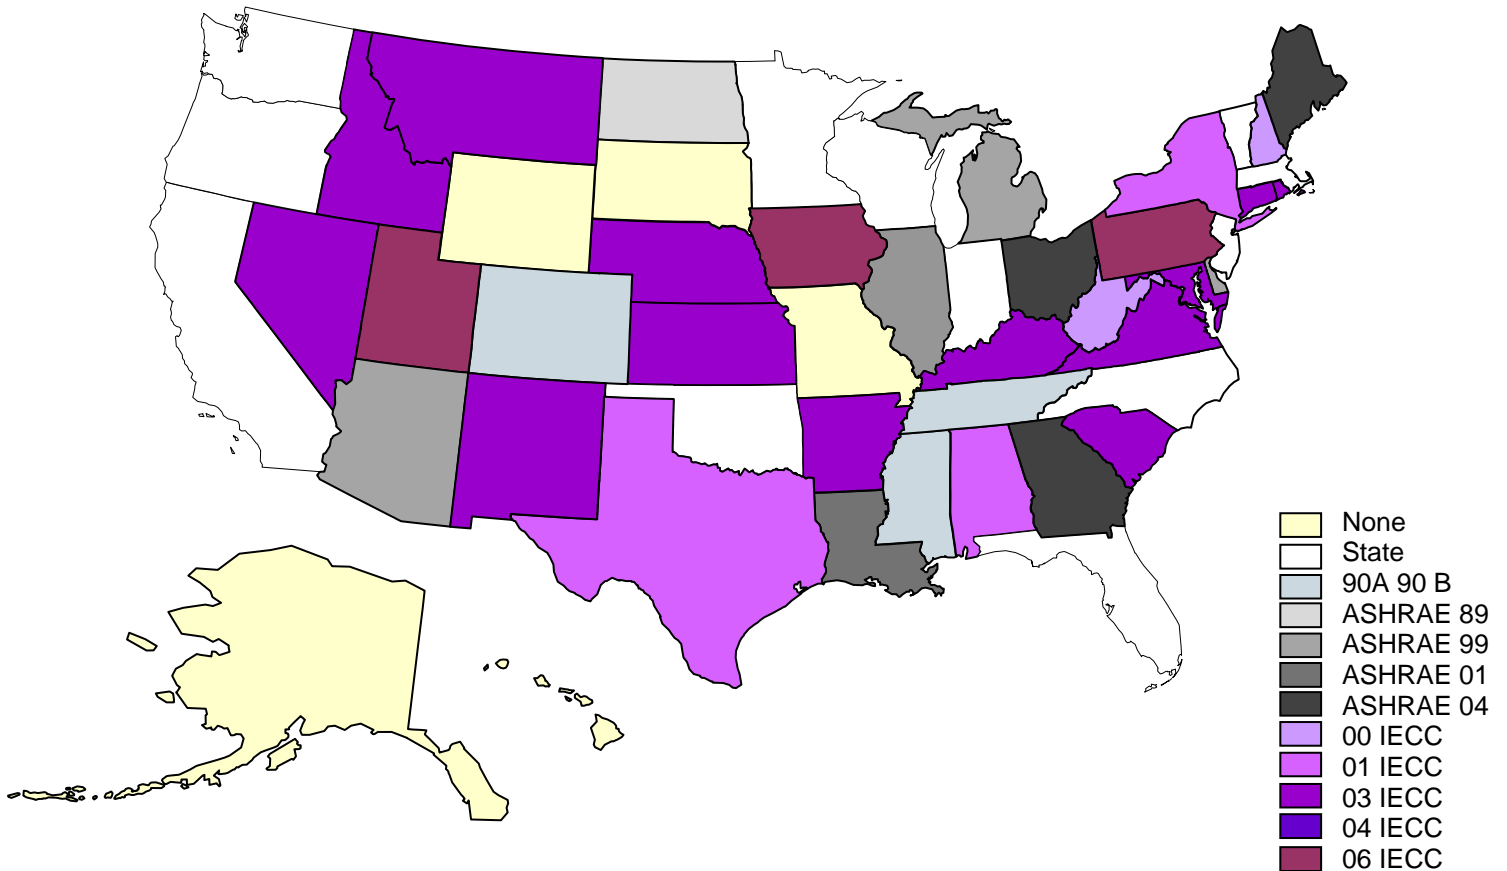 None
State
90A 90 B
ASHRAE 89
ASHRAE 99
ASHRAE 01
ASHRAE 04
00 IECC
01 IECC
03 IECC
04 IECC
06 IECC